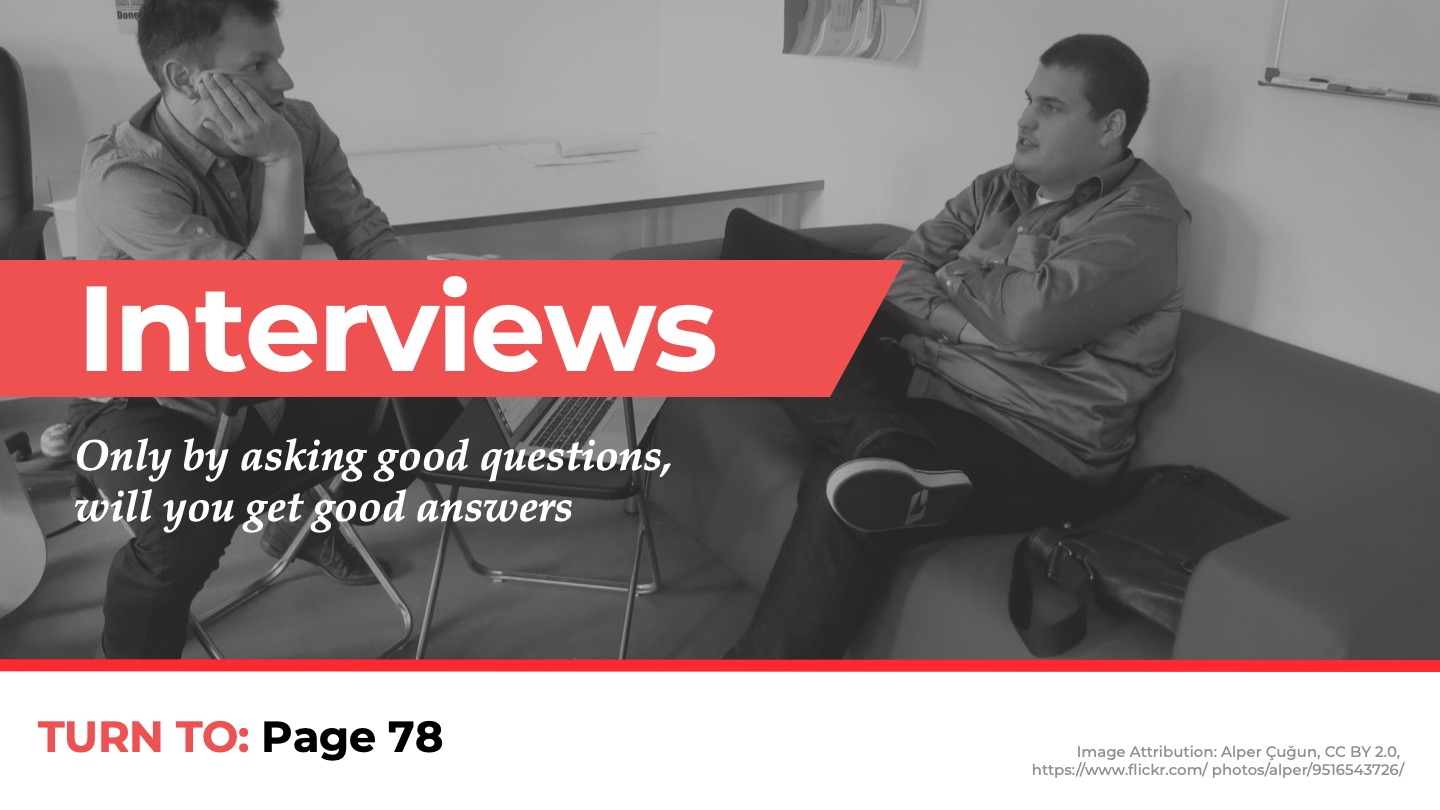 Interviews
Only by asking good questions,
will you get good answers
TURN TO: Page 78
Image Attribution: Alper Çuğun, CC BY 2.0,
https://www.flickr.com/ photos/alper/9516543726/